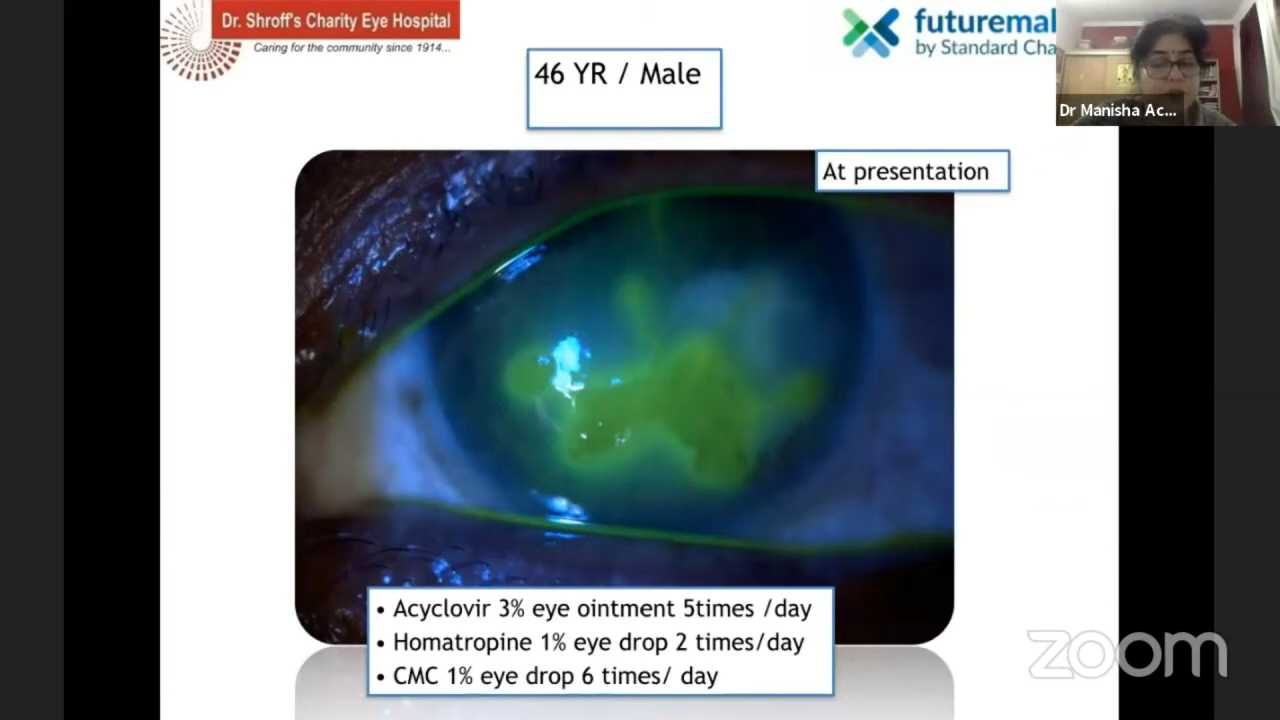 Dr. Shroff's Charity Eye Hospital
Caring for the community since 1914...
futuremal
by Standard Cha
Dr Manisha Ac...
46 YR / Male
At presentation
• Acyclovir 3% eye ointment 5times /day
• Homatropine 1% eye drop 2 times/day
• CMC 1% eye drop 6 times/ day
zoom